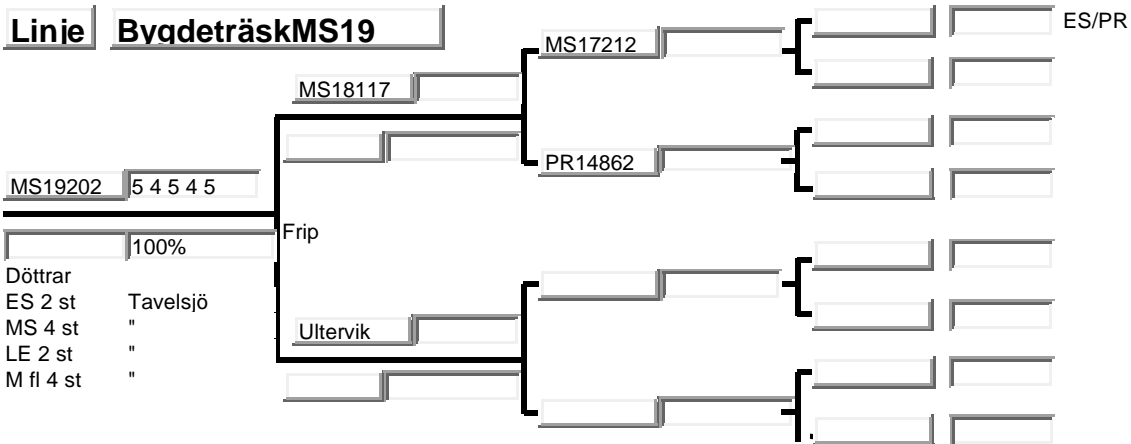 Linje BygdeträskMS19
ES/PR
MS17212
MS18117
PR14862
MS19202 5 4 5 4 5
Frip
100%
Döttrar
ES 2 st Tavelsjö
MS 4 st "
Ultervik
LE 2 st "
M fl 4 st "